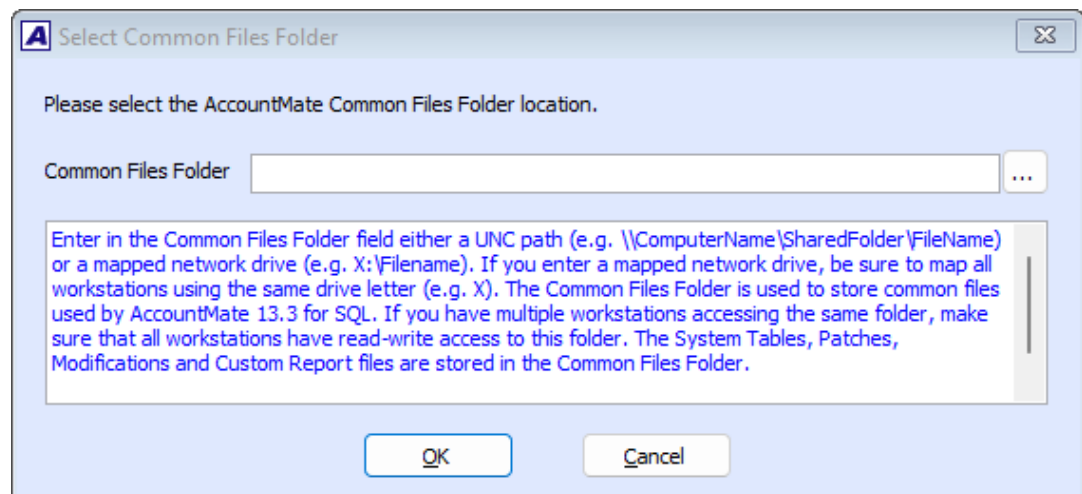 A Select Common Files Folder
Please select the AccountMate Common Files Folder location.
Common Files Folder ...
Enter in the Common Files Folder field either a UNC path (e.g. \\ComputerName\SharedFolder\FileName)
or a mapped network drive (e.g. X:\Filename). If you enter a mapped network drive, be sure to map all
workstations using the same drive letter (e.g. X). The Common Files Folder is used to store common files
used by AccountMate 13.3 for SQL. If you have multiple workstations accessing the same folder, make
sure that all workstations have read-write access to this folder. The System Tables, Patches,
Modifications and Custom Report files are stored in the Common Files Folder.
OK Cancel